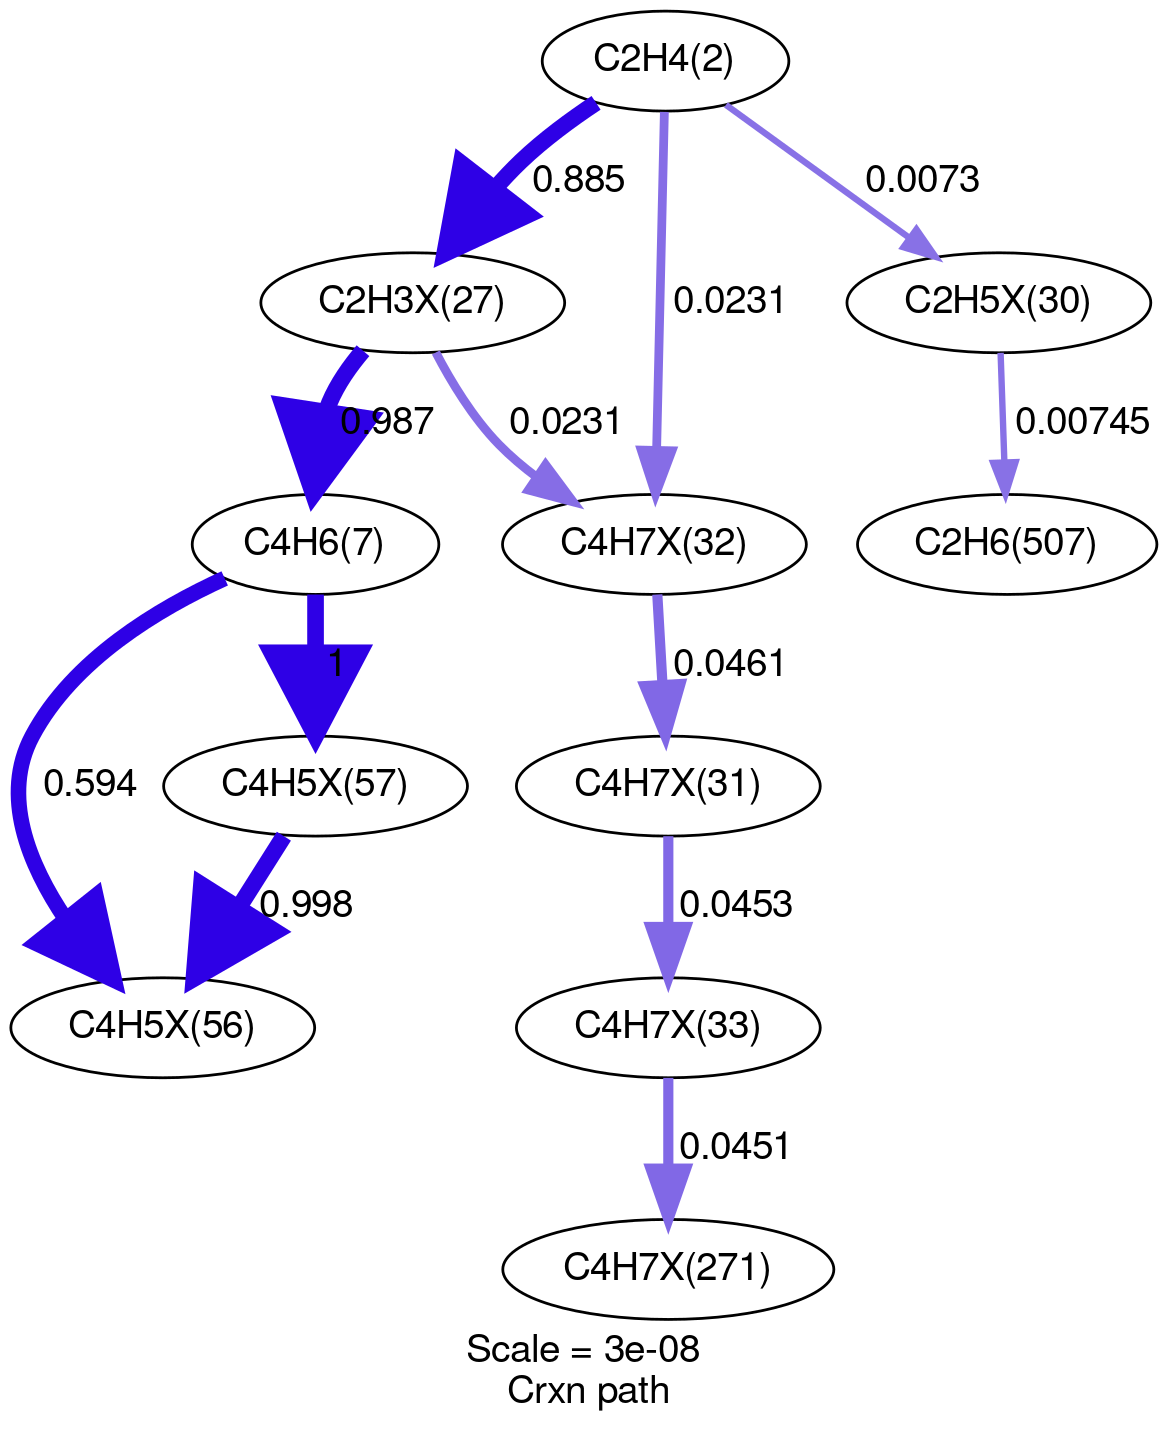 C2H4(2)
0.885
0.0073
C2H3X(27)
0.0231
C2H5X(30)
0.987
0.0231
0.00745
C4H6(7)
C4H7X(32)
C2H6(507)
1
0.0461
0.594
C4H5X(57)
C4H7X(31)
0.998
0.0453
C4H5X(56)
C4H7X(33)
0.0451
C4H7X(271)
Scale = 3e-08
Crxn path